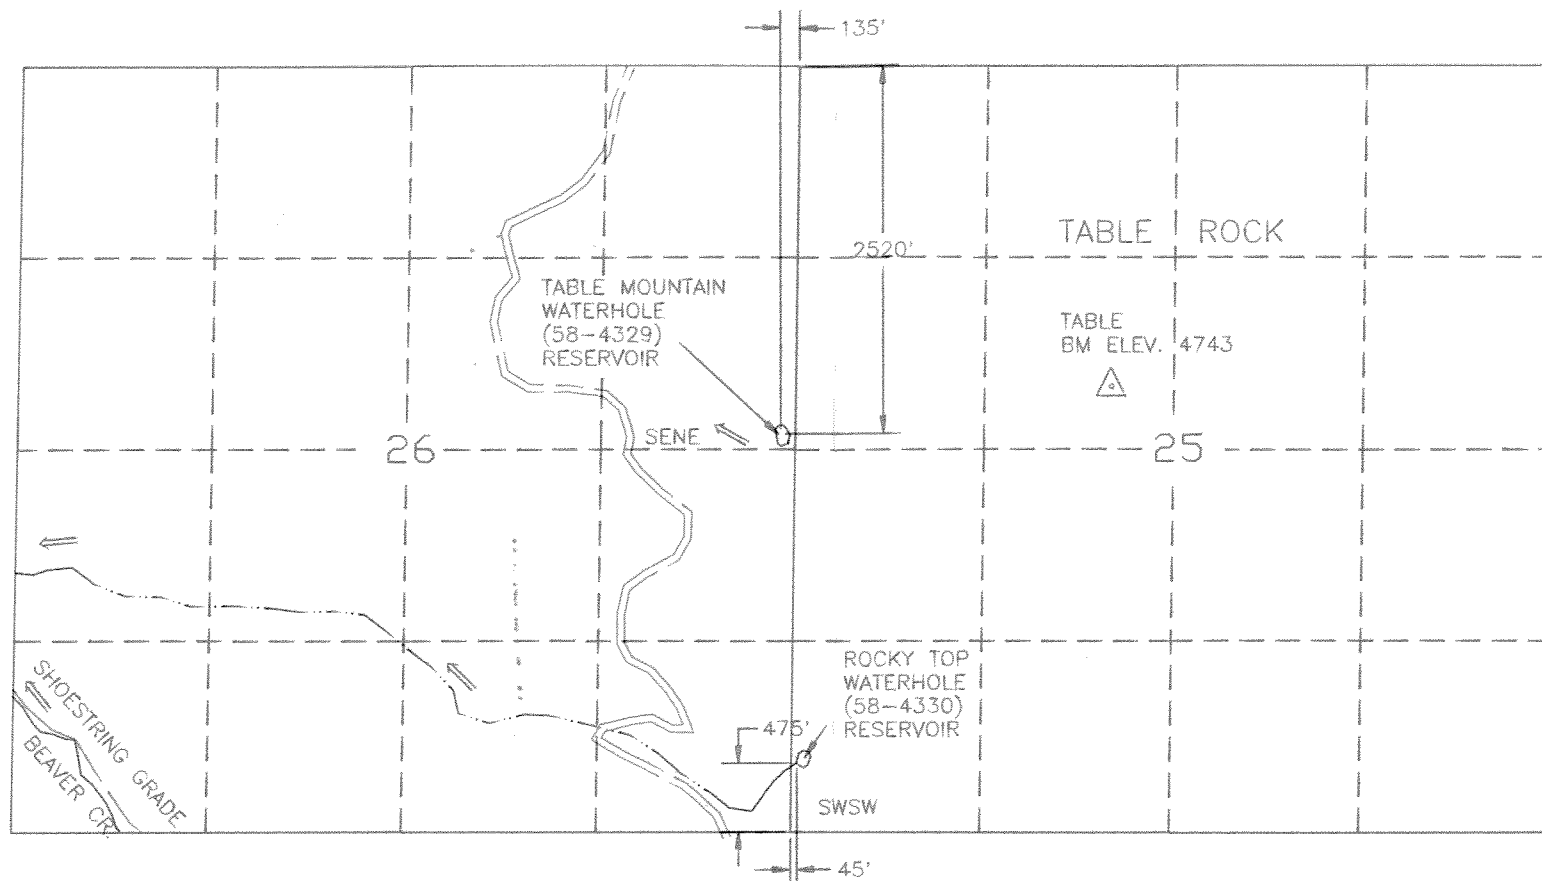 135'
2520'
TABLE ROCK
TABLE MOUNTAIN
WATERHOLE
(58-4329)
RESERVOIR
TABLE
BM ELEV. 4743
SENE
26
25
ROCKY TOP
WATERHOLE
(58-4330)
RESERVOIR
475'
SHOESTRING GRADE
BEAVER CR.
SWSW
45'